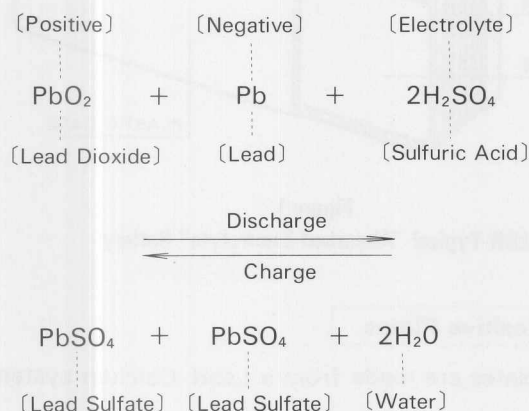 [Positive] [Negative] [Electrolyte]
PbO₂ + Pb + 2H₂SO₄
[Lead Dioxide] [Lead] [Sulfuric Acid]
Discharge
Charge
PbSO₄ + PbSO₄ + 2H₂O
[Lead Sulfate] [Lead Sulfate] [Water]